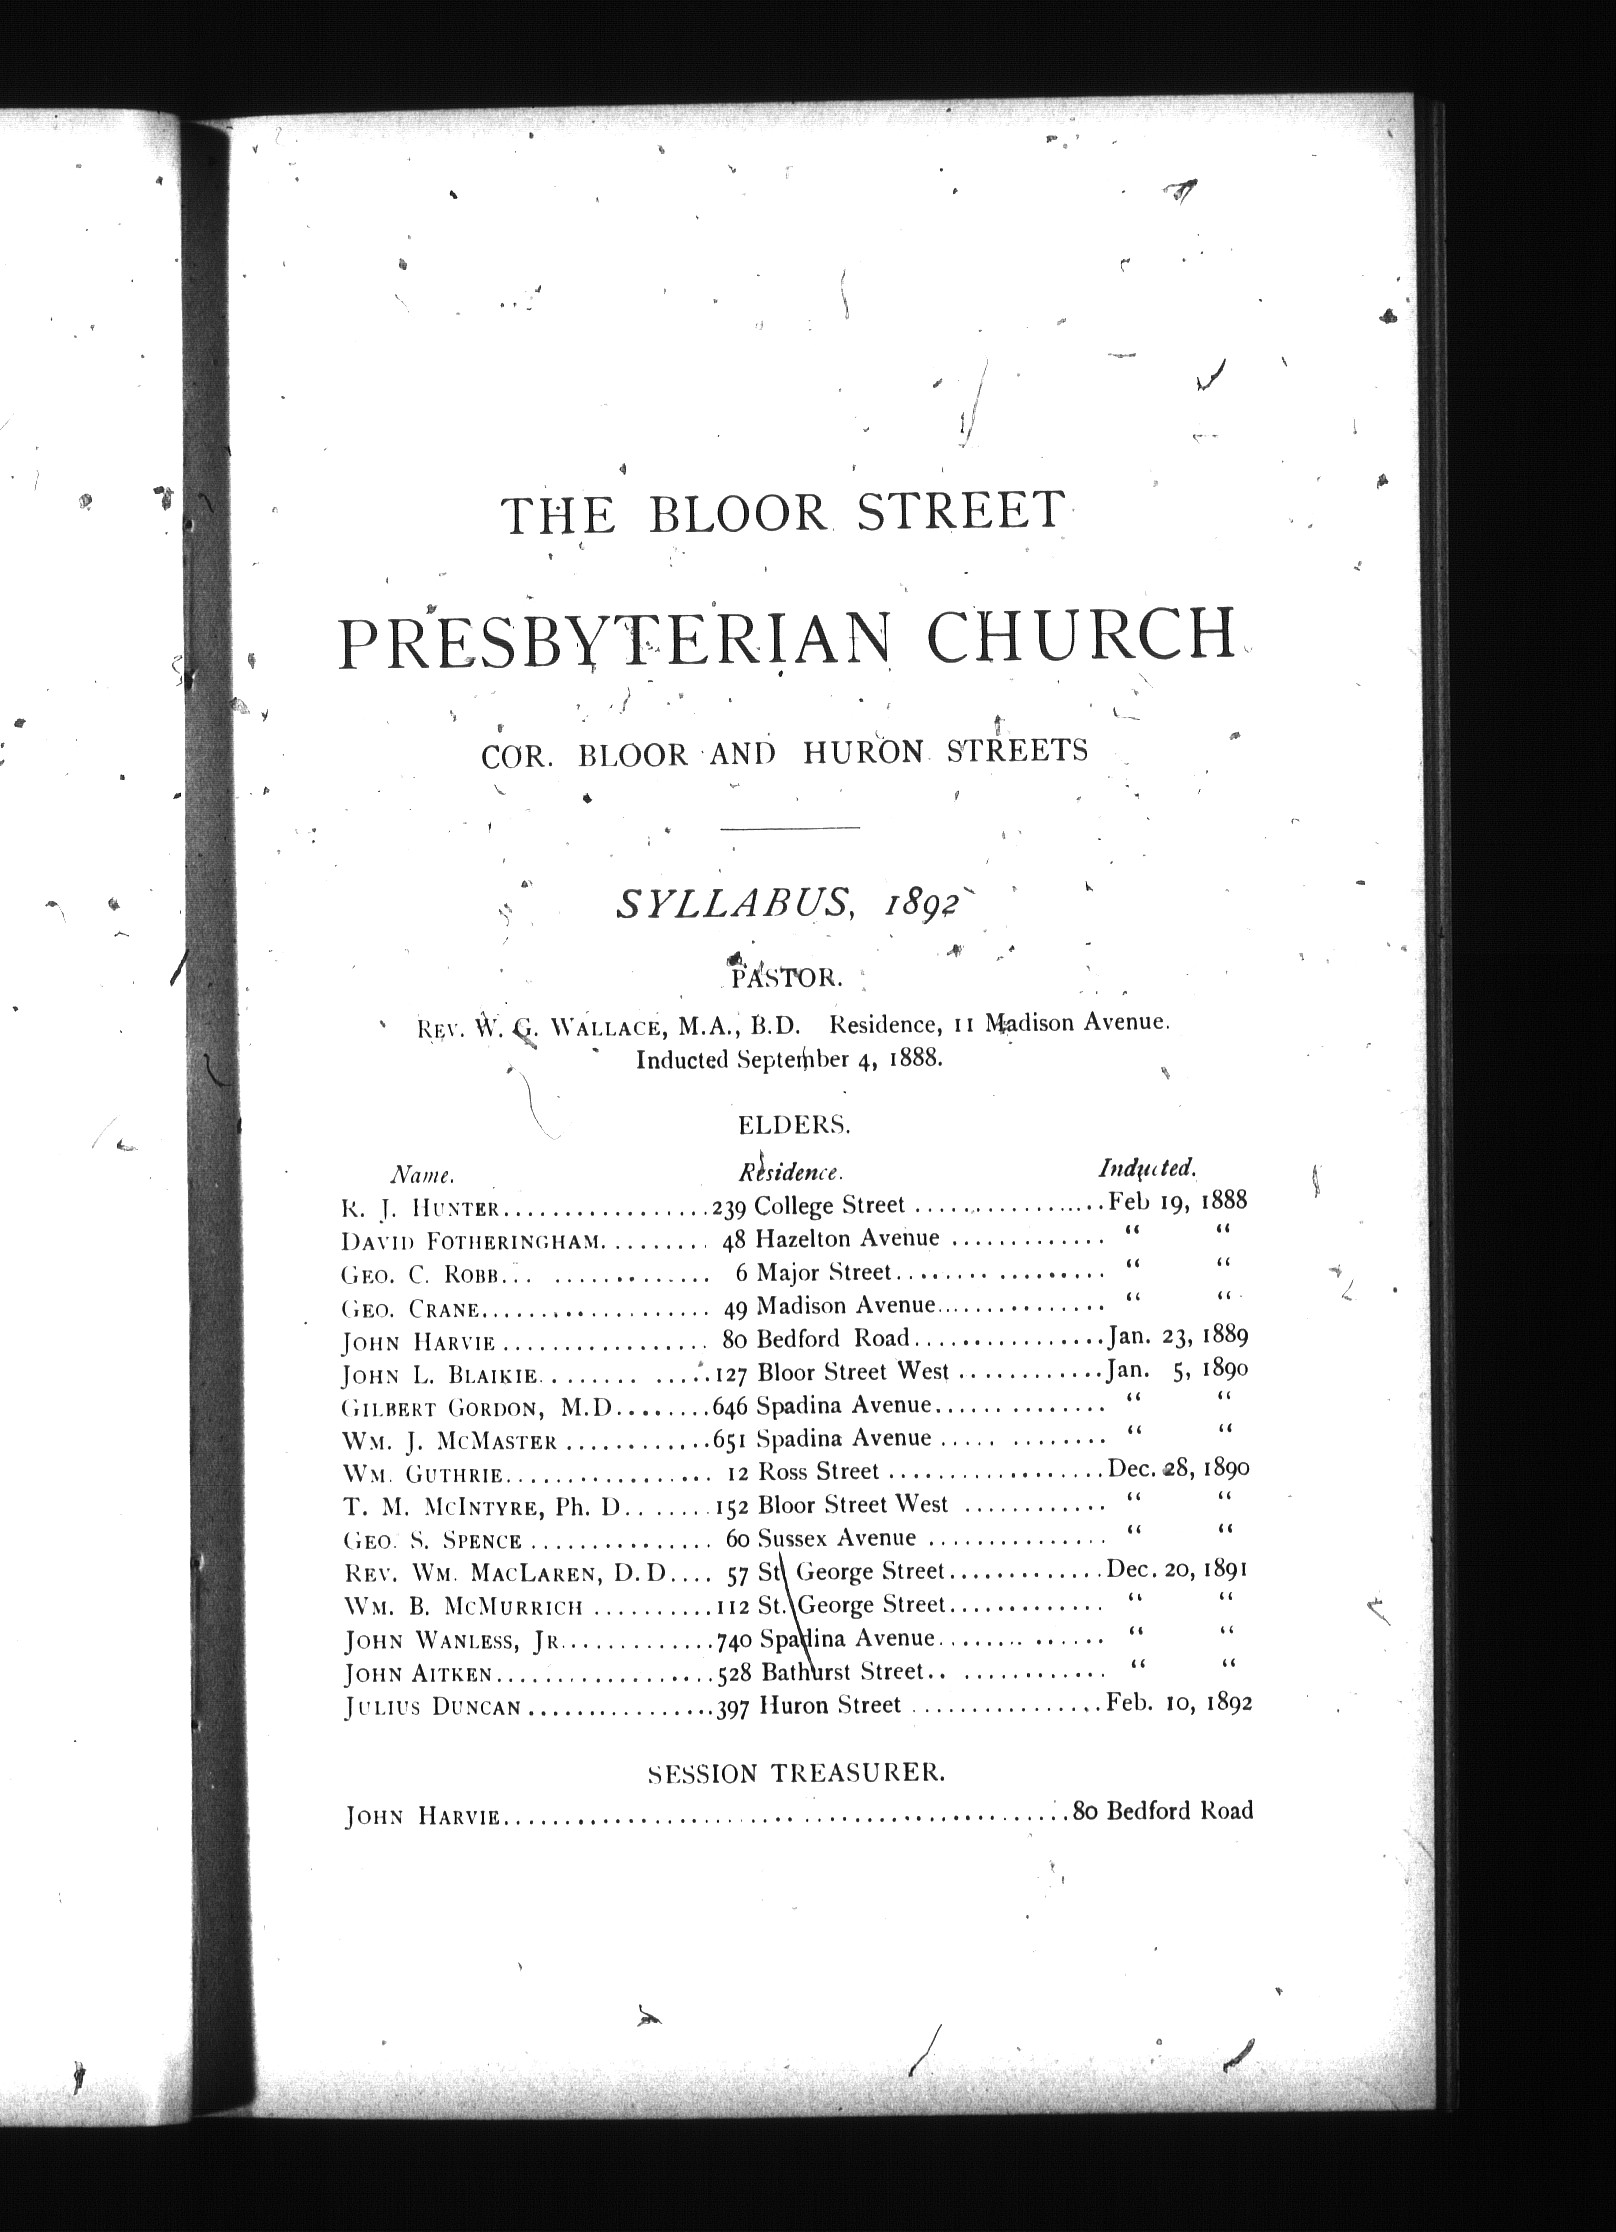 THE BLOOR STREET
PRESBYTERIAN CHURCH
COR. BLOOR AND HURON STREETS
SYLLABUS, 1892
PASTOR.
REV. W. G. WALLACE, M.A., B.D. Residence, 11 Madison Avenue.
Inducted September 4, 1888.
ELDERS.
Name. Residence. Inducted.
R. J. HUNTER.................239 College Street ................Feb 19, 1888
DAVID FOTHERINGHAM......... 48 Hazelton Avenue ............. “ “
GEO. C. ROBB... ............. 6 Major Street................. “ “
GEO. CRANE................... 49 Madison Avenue.............. “ “
JOHN HARVIE ................. 80 Bedford Road................Jan. 23, 1889
JOHN L. BLAIKIE......... .....127 Bloor Street West ............Jan. 5, 1890
GILBERT GORDON, M.D........646 Spadina Avenue.............. “ “
WM. J. MCMASTER ............651 Spadina Avenue ..... ........ “ “
WM. GUTHRIE................. 12 Ross Street ..................Dec. 28, 1890
T. M. MCINTYRE, Ph. D.......152 Bloor Street West ............ “ “
GEO. S. SPENCE ............... 60 Sussex Avenue ............... “ “
REV. WM. MACLAREN, D. D.... 57 St. George Street.............Dec. 20, 1891
WM. B. MCMURRICH ..........112 St. George Street............. “ “
JOHN WANLESS, JR.............740 Spadina Avenue....... ...... “ “
JOHN AITKEN..................528 Bathurst Street.. ............ “ “
JULIUS DUNCAN ................397 Huron Street ................Feb. 10, 1892
SESSION TREASURER.
JOHN HARVIE...............................................80 Bedford Road